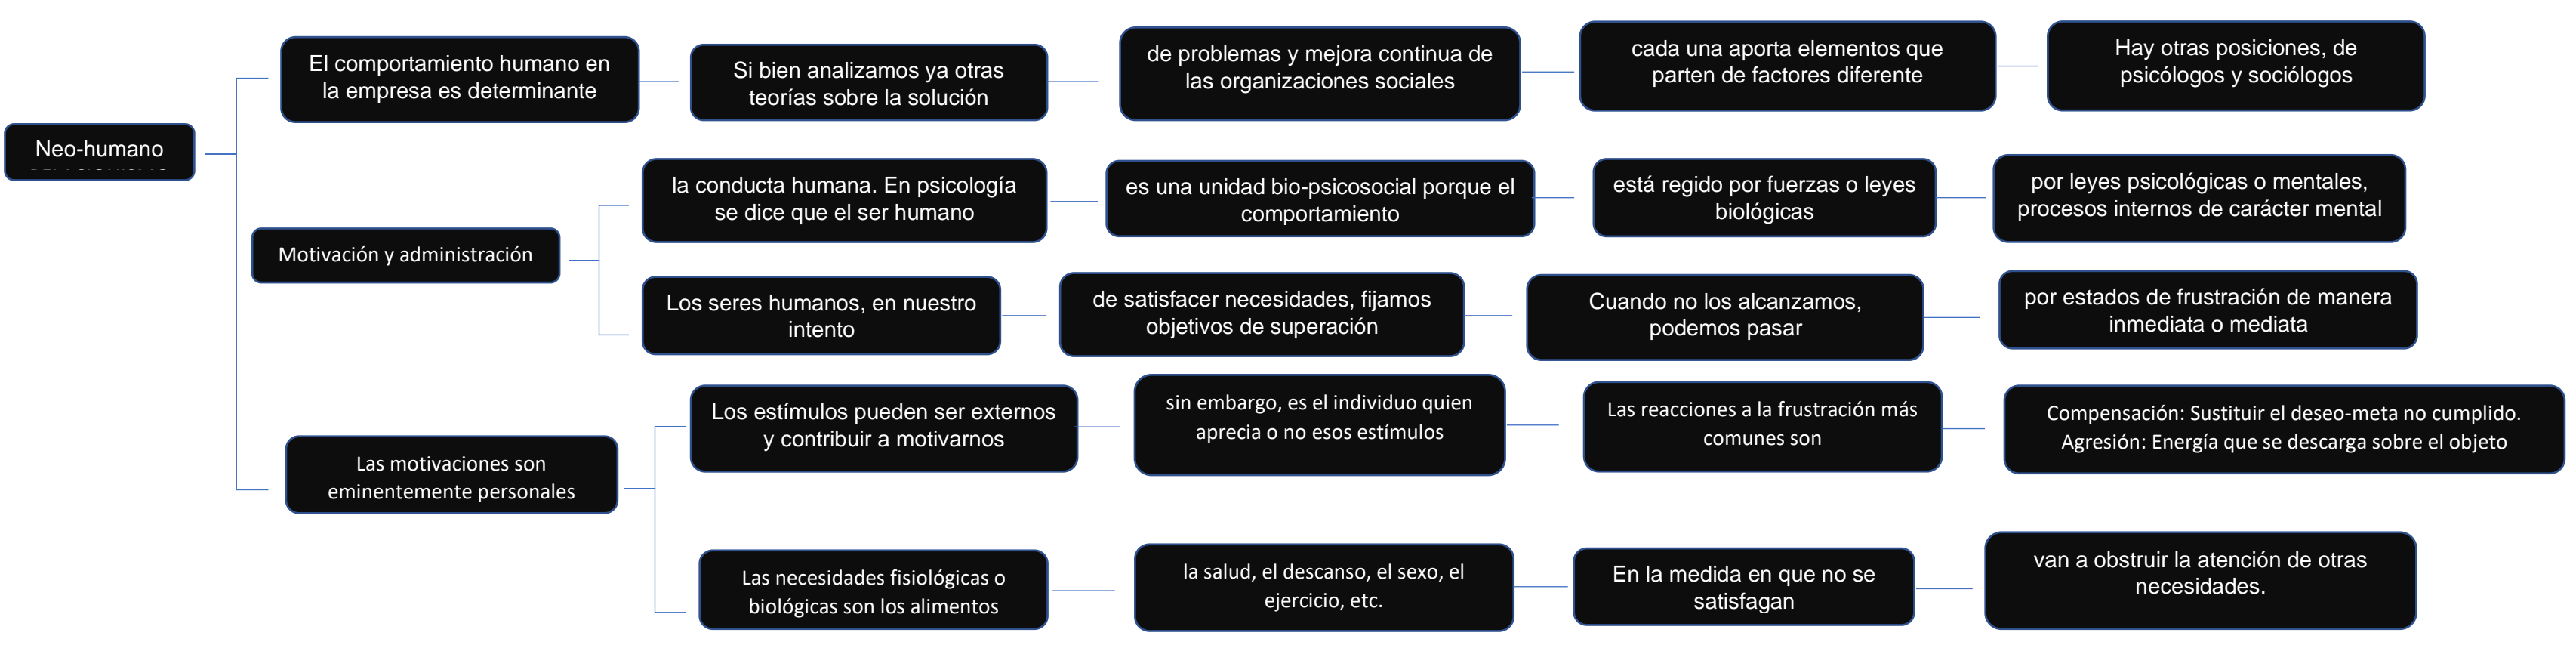 El comportamiento humano en
la empresa es determinante
Si bien analizamos ya otras
teorías sobre la solución
de problemas y mejora continua de
las organizaciones sociales
cada una aporta elementos que
parten de factores diferente
Hay otras posiciones, de
psicólogos y sociólogos
Neo-humano
la conducta humana. En psicología
se dice que el ser humano
es una unidad bio-psicosocial porque el
comportamiento
está regido por fuerzas o leyes
biológicas
por leyes psicológicas o mentales,
procesos internos de carácter mental
Motivación y administración
Los seres humanos, en nuestro
intento
de satisfacer necesidades, fijamos
objetivos de superación
Cuando no los alcanzamos,
podemos pasar
por estados de frustración de manera
inmediata o mediata
Las motivaciones son
eminentemente personales
Los estímulos pueden ser externos
y contribuir a motivarnos
sin embargo, es el individuo quien
aprecia o no esos estímulos
Las reacciones a la frustración más
comunes son
Compensación: Sustituir el deseo-meta no cumplido.
Agresión: Energía que se descarga sobre el objeto
Las necesidades fisiológicas o
biológicas son los alimentos
la salud, el descanso, el sexo, el
ejercicio, etc.
En la medida en que no se
satisfagan
van a obstruir la atención de otras
necesidades.